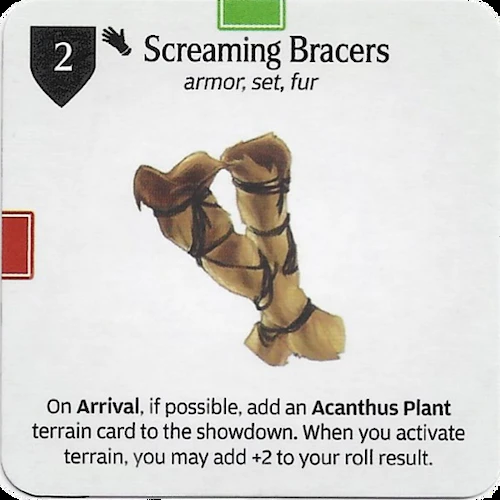 2
Screaming Bracers
armor, set, fur
On Arrival, if possible, add an Acanthus Plant
terrain card to the showdown. When you activate
terrain, you may add +2 to your roll result.